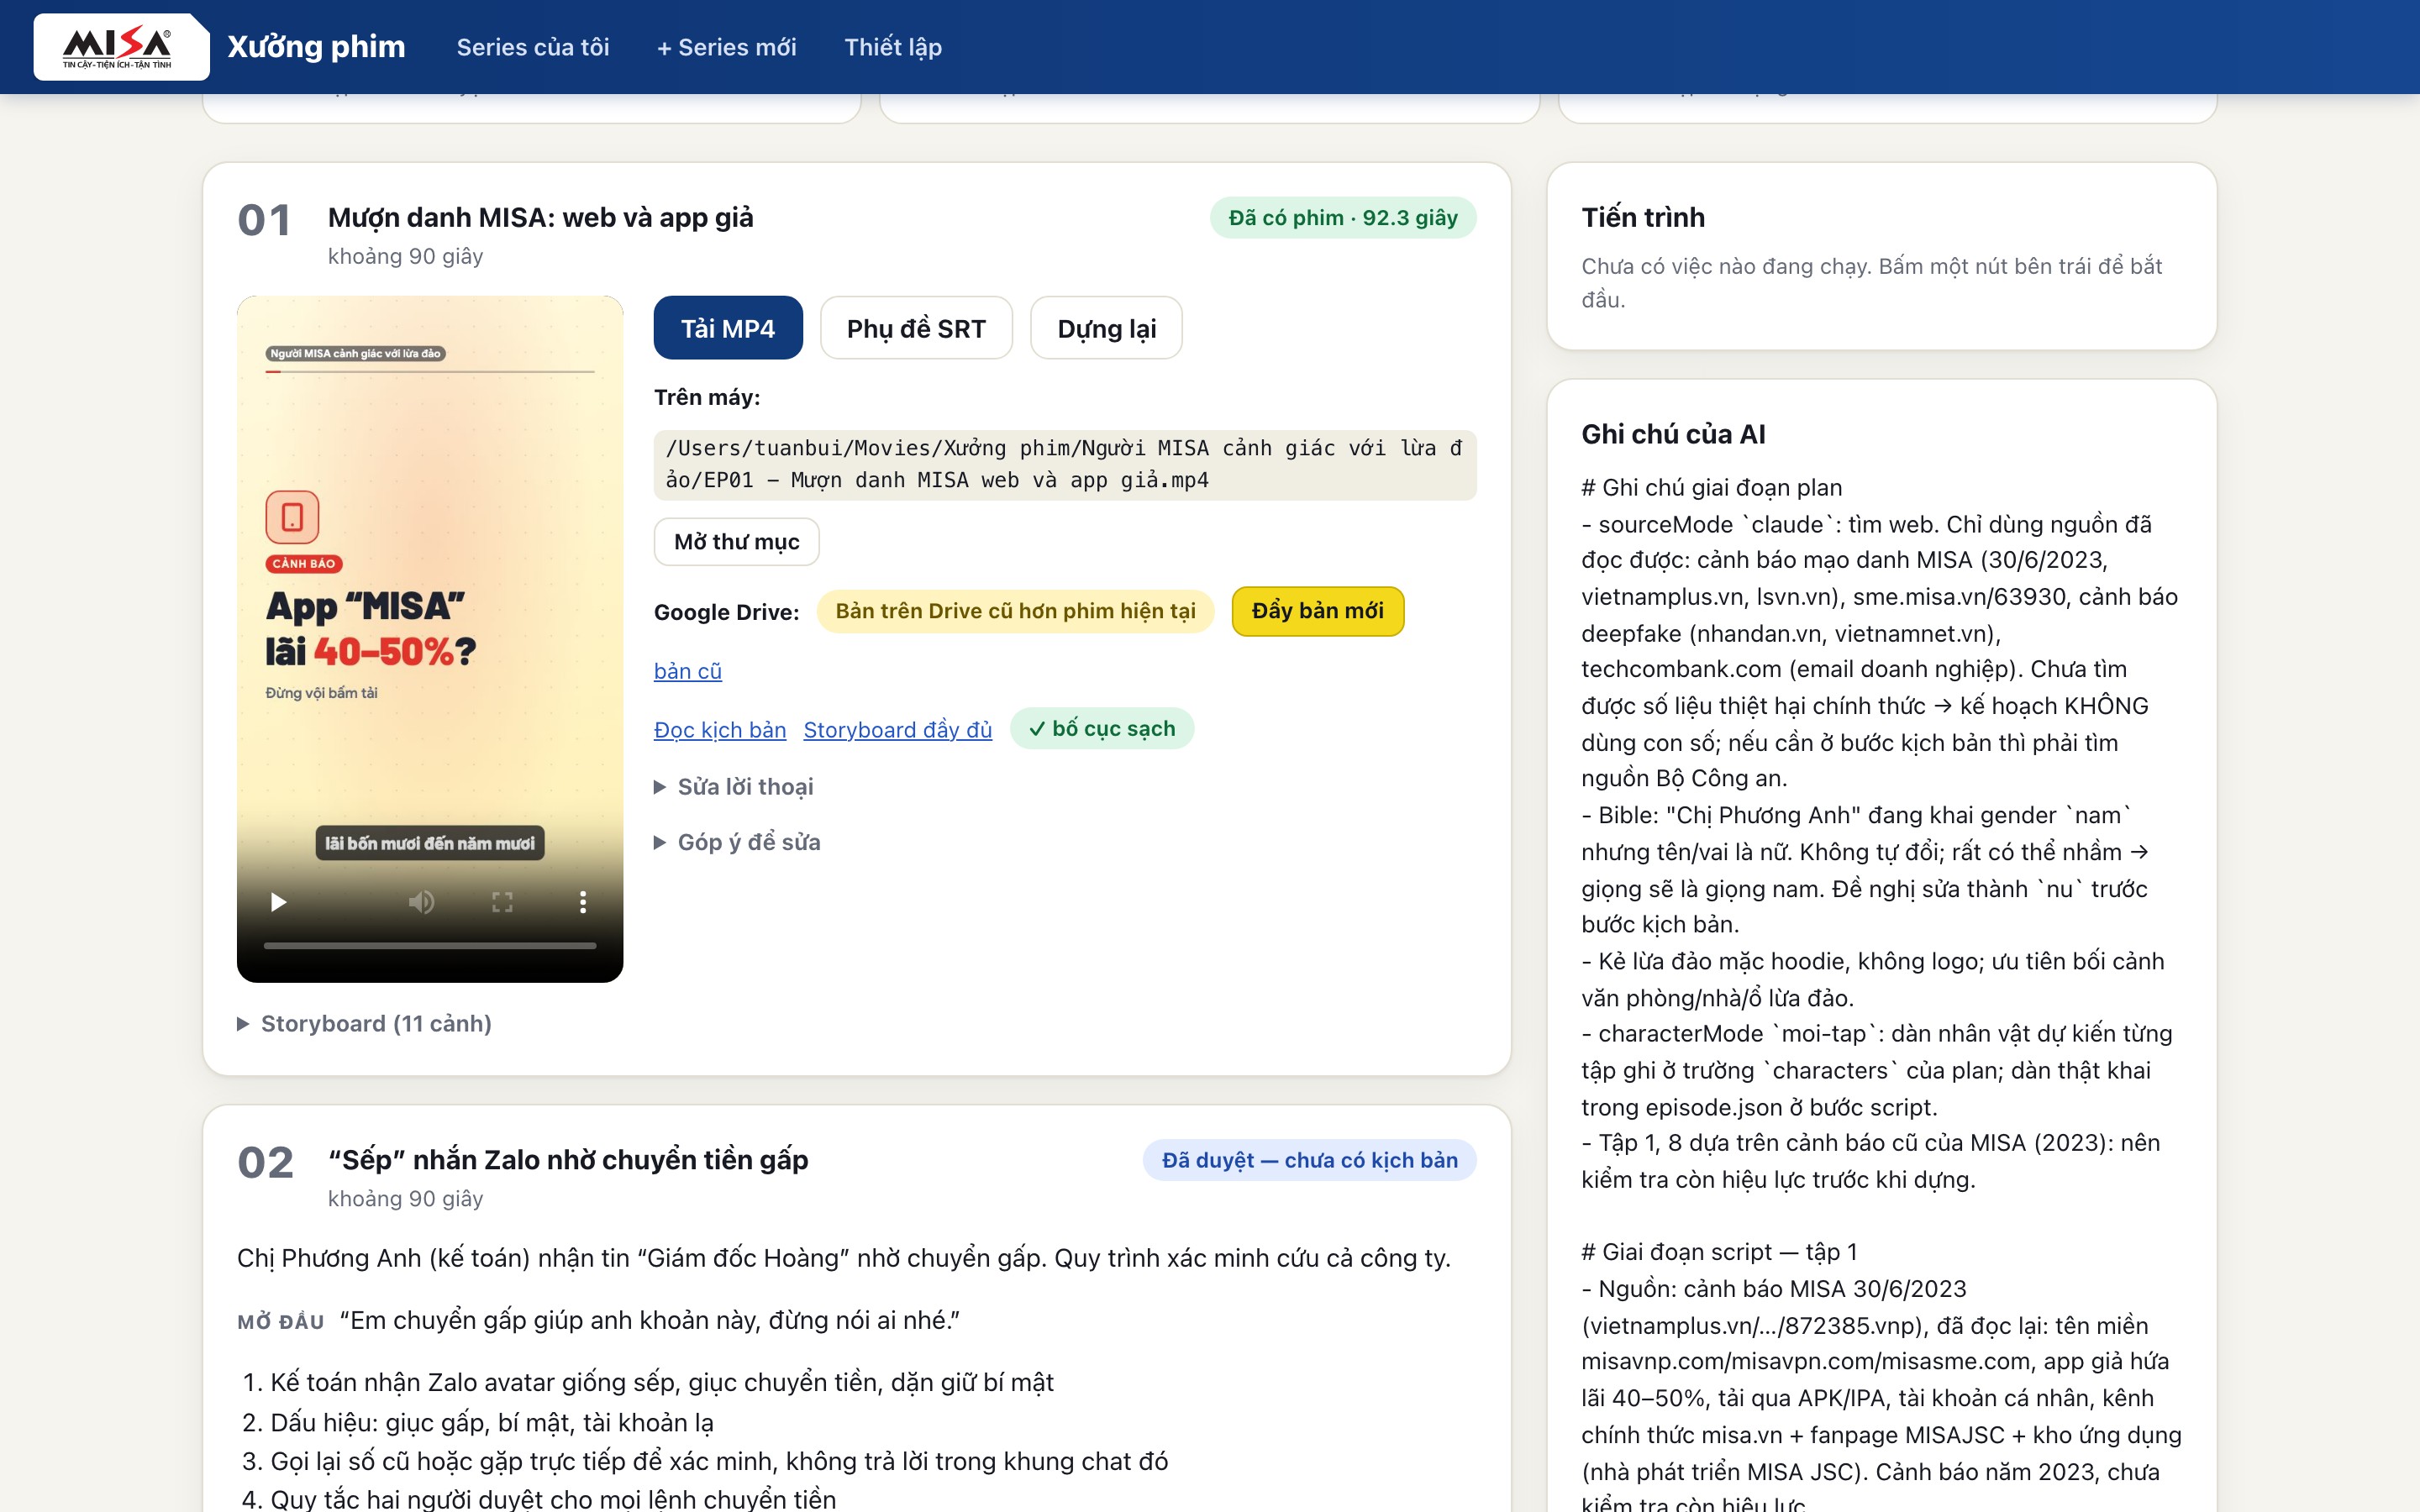 MISA®
TIN CẬY-TIỆN ÍCH-TẬN TÌNH
Xưởng phim
Series của tôi
+ Series mới
Thiết lập
01
Mượn danh MISA: web và app giả
khoảng 90 giây
Đã có phim · 92.3 giây
Người MISA cảnh giác với lừa đảo
CẢNH BÁO
App “MISA”
lãi 40–50%?
Đừng vội bấm tải
lãi bốn mươi đến năm mươi
Tải MP4
Phụ đề SRT
Dựng lại
Trên máy:
/Users/tuanbui/Movies/Xưởng phim/Người MISA cảnh giác với lừa đ
ảo/EP01 – Mượn danh MISA web và app giả.mp4
Mở thư mục
Google Drive:
Bản trên Drive cũ hơn phim hiện tại
Đẩy bản mới
bản cũ
Đọc kịch bản
Storyboard đầy đủ
✓ bố cục sạch
▶ Sửa lời thoại
▶ Góp ý để sửa
▶ Storyboard (11 cảnh)
02
“Sếp” nhắn Zalo nhờ chuyển tiền gấp
khoảng 90 giây
Đã duyệt — chưa có kịch bản
Chị Phương Anh (kế toán) nhận tin “Giám đốc Hoàng” nhờ chuyển gấp. Quy trình xác minh cứu cả công ty.
MỞ ĐẦU “Em chuyển gấp giúp anh khoản này, đừng nói ai nhé.”
1. Kế toán nhận Zalo avatar giống sếp, giục chuyển tiền, dặn giữ bí mật
2. Dấu hiệu: giục gấp, bí mật, tài khoản lạ
3. Gọi lại số cũ hoặc gặp trực tiếp để xác minh, không trả lời trong khung chat đó
4. Quy tắc hai người duyệt cho mọi lệnh chuyển tiền
Tiến trình
Chưa có việc nào đang chạy. Bấm một nút bên trái để bắt
đầu.
Ghi chú của AI
# Ghi chú giai đoạn plan
- sourceMode `claude`: tìm web. Chỉ dùng nguồn đã
đọc được: cảnh báo mạo danh MISA (30/6/2023,
vietnamplus.vn, lsvn.vn), sme.misa.vn/63930, cảnh báo
deepfake (nhandan.vn, vietnamnet.vn),
techcombank.com (email doanh nghiệp). Chưa tìm
được số liệu thiệt hại chính thức → kế hoạch KHÔNG
dùng con số; nếu cần ở bước kịch bản thì phải tìm
nguồn Bộ Công an.
- Bible: "Chị Phương Anh" đang khai gender `nam`
nhưng tên/vai là nữ. Không tự đổi; rất có thể nhầm →
giọng sẽ là giọng nam. Đề nghị sửa thành `nu` trước
bước kịch bản.
- Kẻ lừa đảo mặc hoodie, không logo; ưu tiên bối cảnh
văn phòng/nhà/ổ lừa đảo.
- characterMode `moi-tap`: dàn nhân vật dự kiến từng
tập ghi ở trường `characters` của plan; dàn thật khai
trong episode.json ở bước script.
- Tập 1, 8 dựa trên cảnh báo cũ của MISA (2023): nên
kiểm tra còn hiệu lực trước khi dựng.
# Giai đoạn script — tập 1
- Nguồn: cảnh báo MISA 30/6/2023
(vietnamplus.vn/…/872385.vnp), đã đọc lại: tên miền
misavnp.com/misavpn.com/misasme.com, app giả hứa
lãi 40–50%, tải qua APK/IPA, tài khoản cá nhân, kênh
chính thức misa.vn + fanpage MISAJSC + kho ứng dụng
(nhà phát triển MISA JSC). Cảnh báo năm 2023, chưa
kiểm tra còn hiệu lực